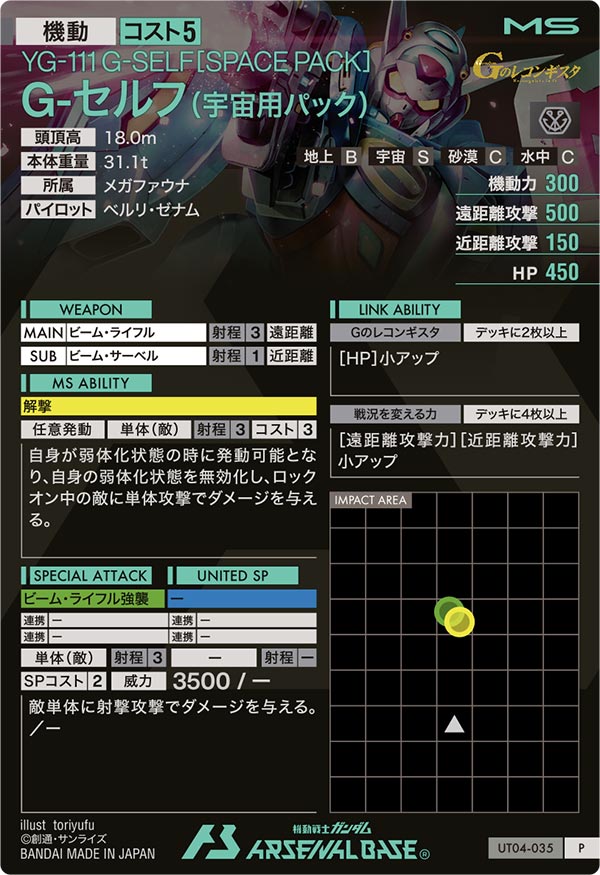 機動 コスト5 MS
YG-111 G-SELF [SPACE PACK]
G-セルフ(宇宙用パック)
Gのレコンギスタ
頭頂高 18.0m
本体重量 31.1t
所属 メガファウナ
パイロット ベルリ・ゼナム
地上 B 宇宙 S 砂漠 C 水中 C
機動力 300
遠距離攻撃 500
近距離攻撃 150
HP 450
WEAPON
MAIN ビーム・ライフル 射程 3 遠距離
SUB ビーム・サーベル 射程 1 近距離
MS ABILITY
解撃
任意発動 単体(敵) 射程 3 コスト 3
自身が弱体化状態の時に発動可能とな
り、自身の弱体化状態を無効化し、ロック
オン中の敵に単体攻撃でダメージを与え
る。
SPECIAL ATTACK UNITED SP
ビーム・ライフル強襲 ー
連携 ー 連携 ー
連携 ー 連携 ー
単体(敵) 射程 3 ー 射程 ー
SPコスト 2 威力 3500 / ー
敵単体に射撃攻撃でダメージを与える。
/ー
LINK ABILITY
Gのレコンギスタ デッキに2枚以上
[HP]小アップ
戦況を変える力 デッキに4枚以上
[遠距離攻撃力][近距離攻撃力]
小アップ
IMPACT AREA
illust toriyufu
©創通・サンライズ
BANDAI MADE IN JAPAN
機動戦士ガンダム
ARSENAL BASE®
UT04-035 P